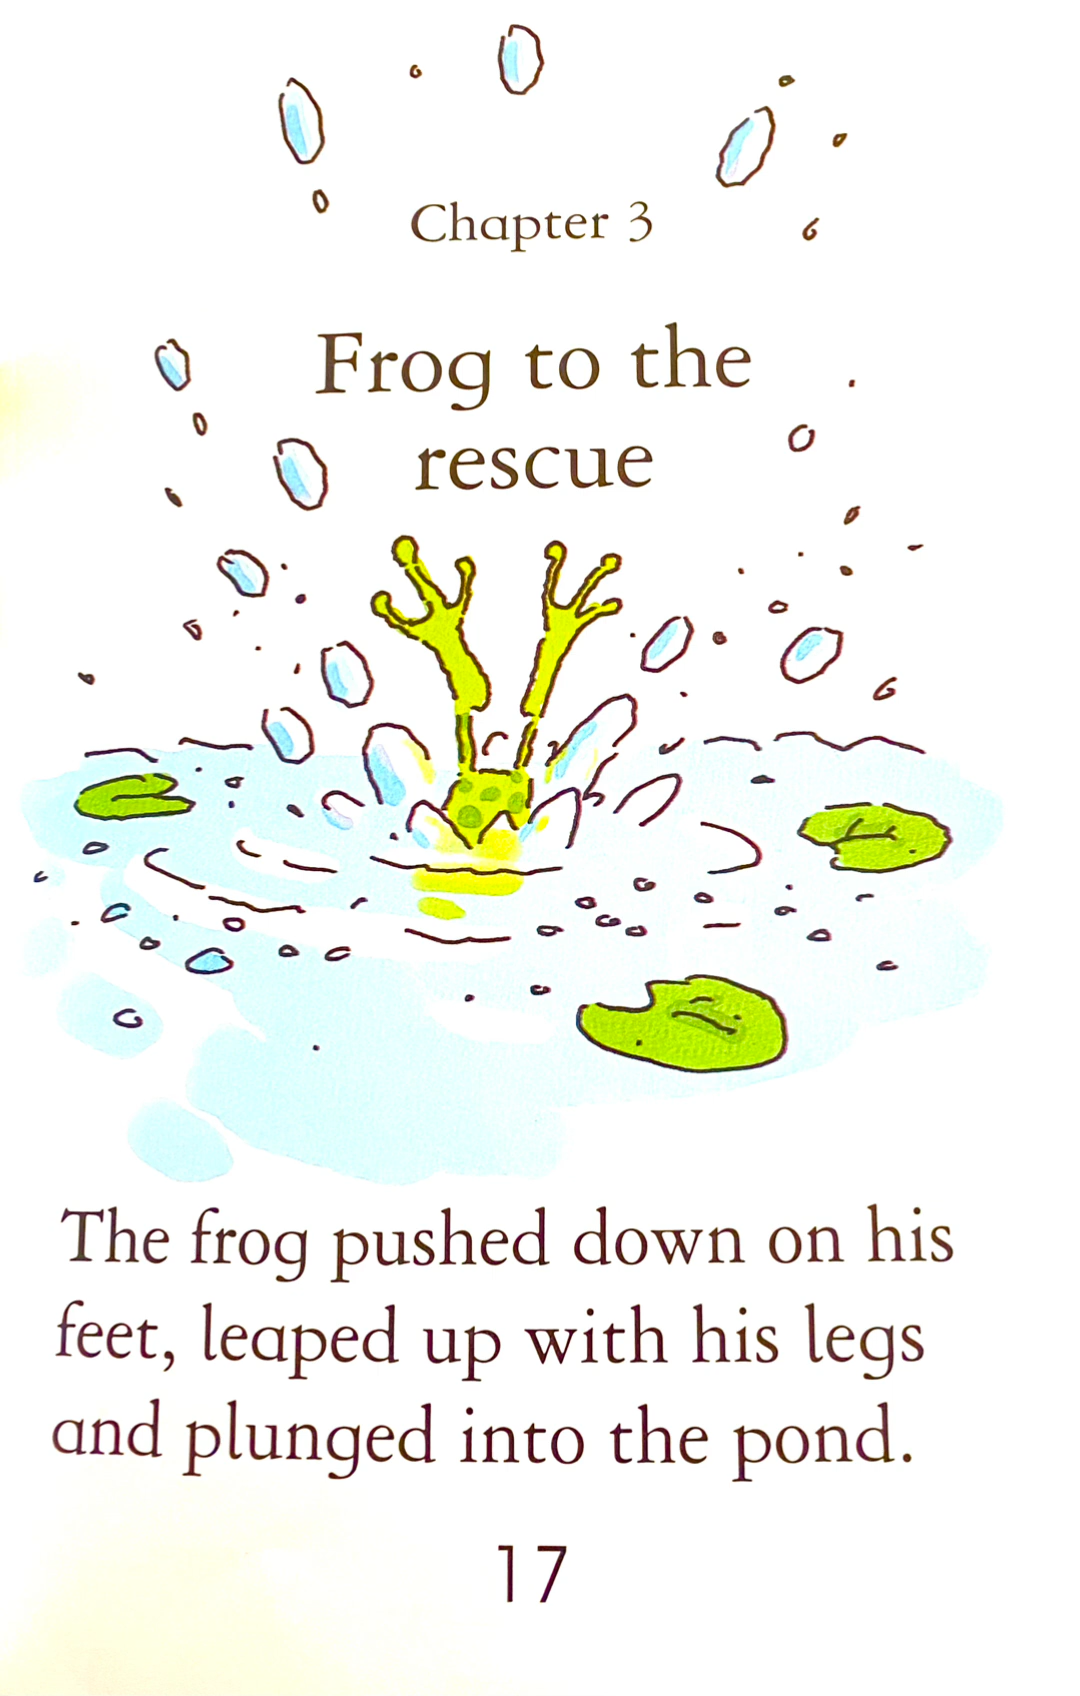 Chapter 3
Frog to the
rescue
The frog pushed down on his
feet, leaped up with his legs
and plunged into the pond.
17